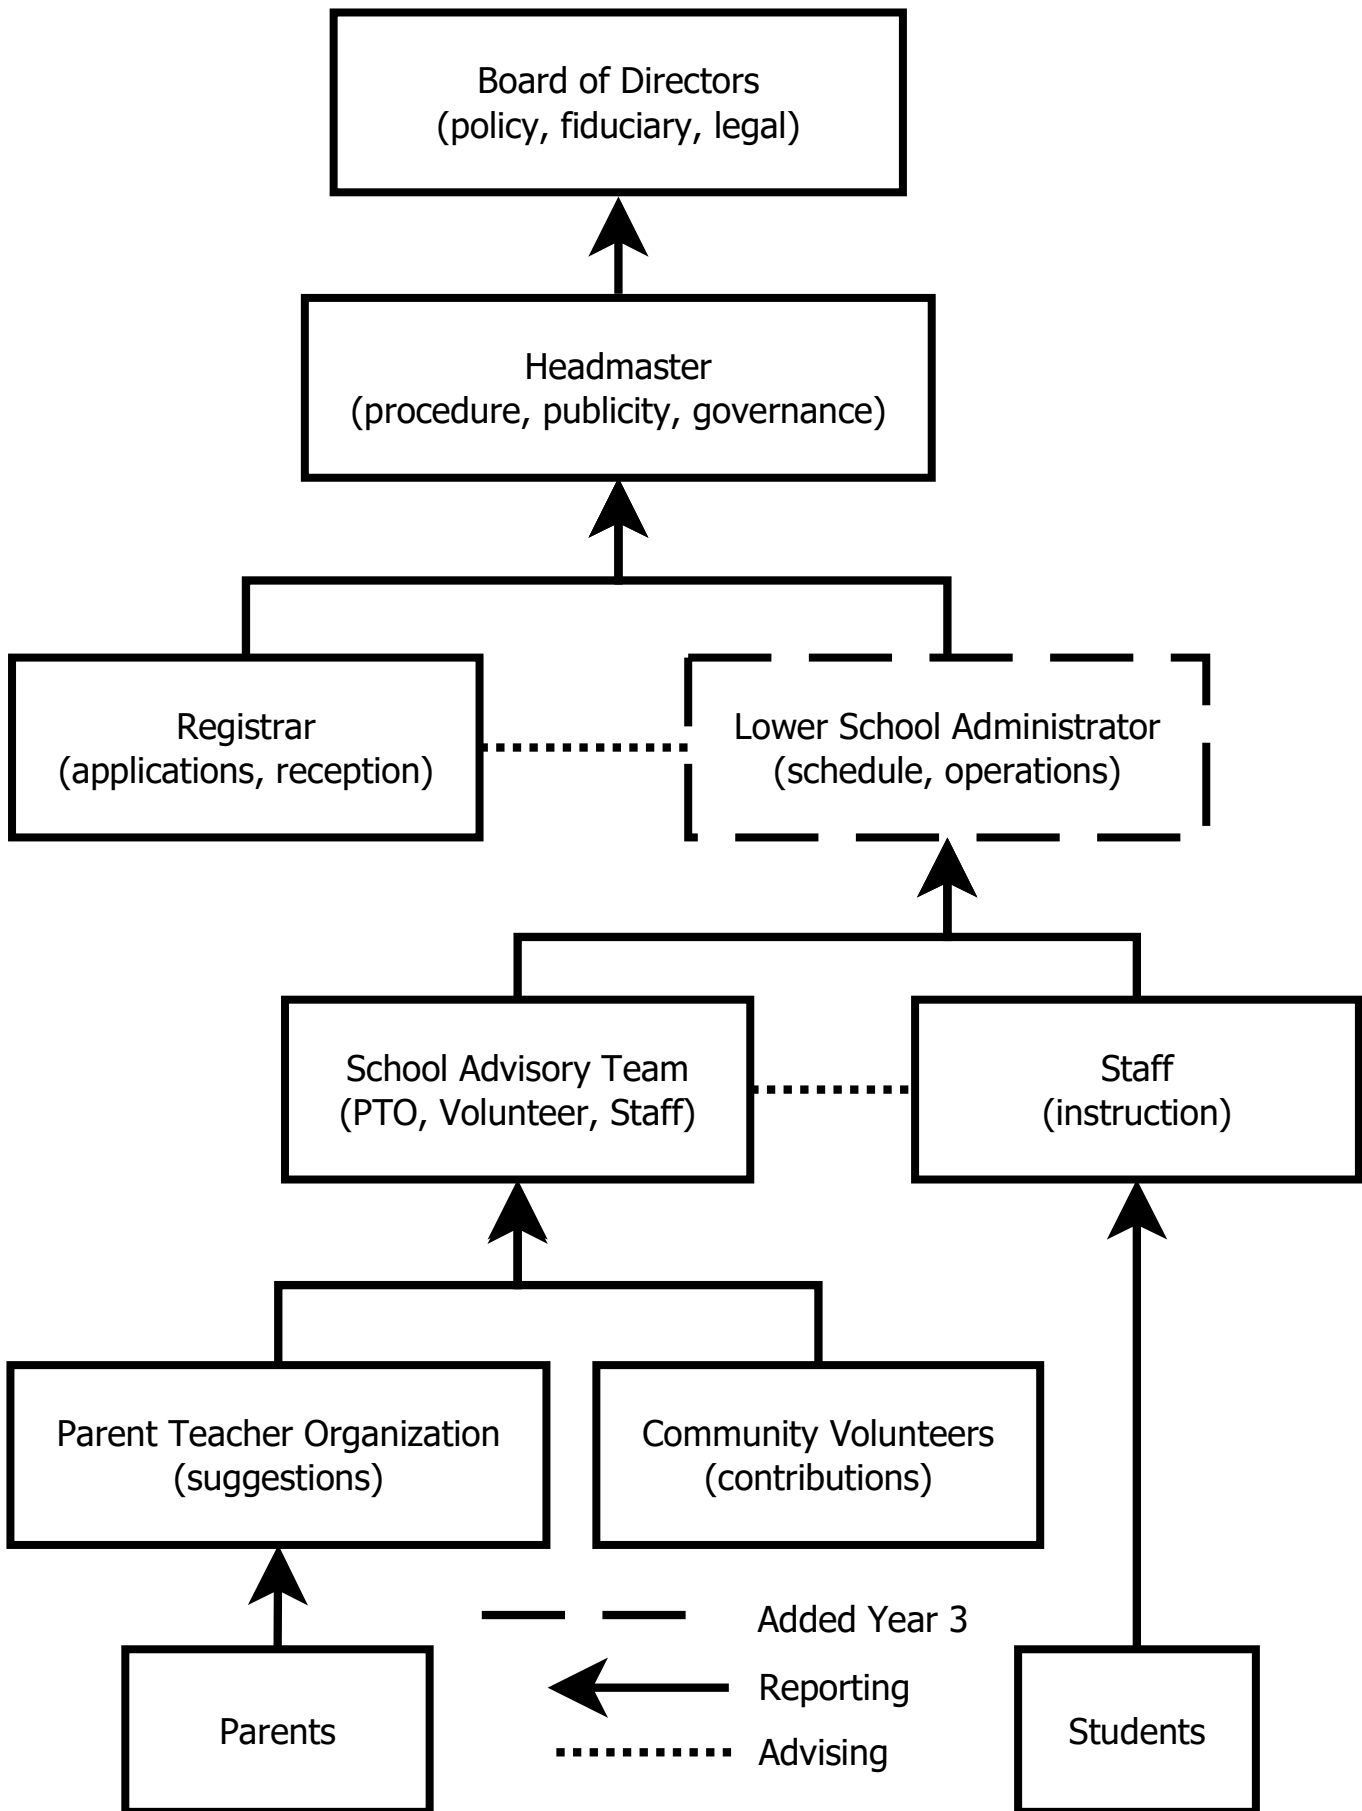 Board of Directors
(policy, fiduciary, legal)
Headmaster
(procedure, publicity, governance)
Registrar
(applications, reception)
Lower School Administrator
(schedule, operations)
School Advisory Team
(PTO, Volunteer, Staff)
Staff
(instruction)
Parent Teacher Organization
(suggestions)
Community Volunteers
(contributions)
Added Year 3
Reporting
Advising
Parents
Students